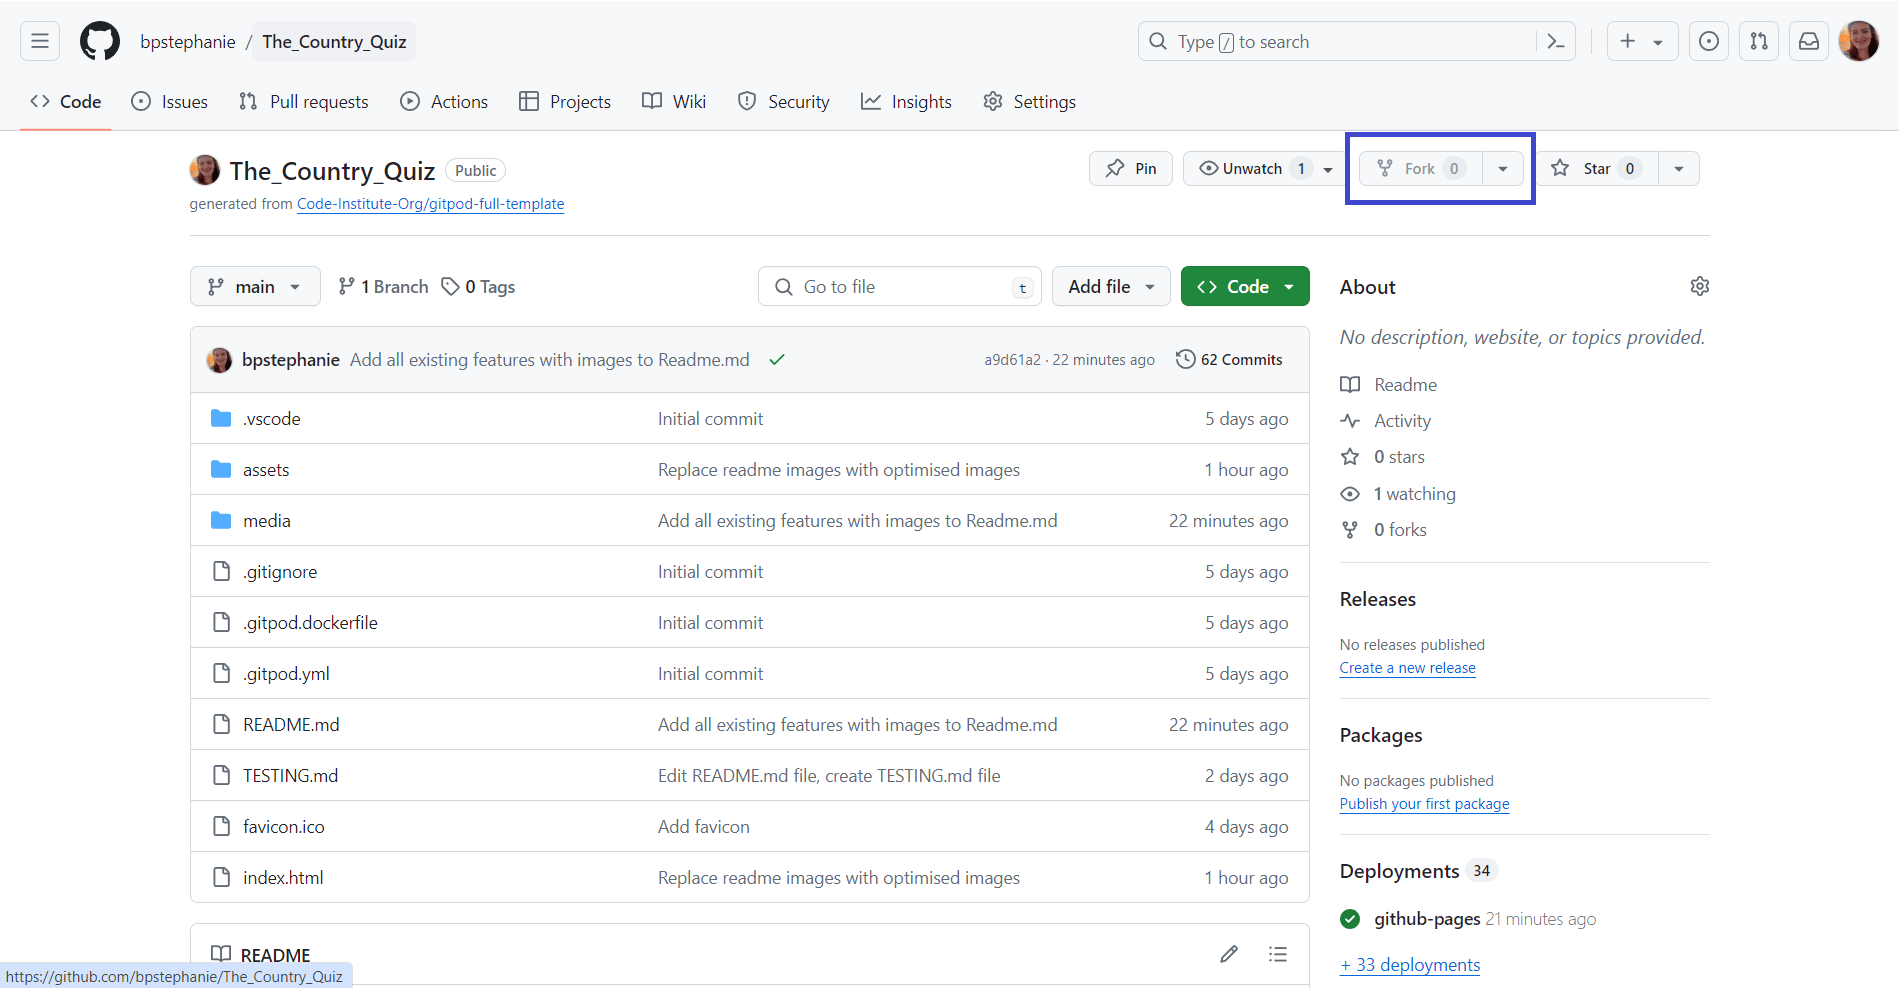 bpstephanie / The_Country_Quiz
Type / to search
Code Issues Pull requests Actions Projects Wiki Security Insights Settings
The_Country_Quiz Public
Pin Unwatch 1 Fork 0 Star 0
generated from Code-Institute-Org/gitpod-full-template
main 1 Branch 0 Tags Go to file t Add file Code
bpstephanie Add all existing features with images to Readme.md a9d61a2 · 22 minutes ago 62 Commits
.vscode Initial commit 5 days ago
assets Replace readme images with optimised images 1 hour ago
media Add all existing features with images to Readme.md 22 minutes ago
.gitignore Initial commit 5 days ago
.gitpod.dockerfile Initial commit 5 days ago
.gitpod.yml Initial commit 5 days ago
README.md Add all existing features with images to Readme.md 22 minutes ago
TESTING.md Edit README.md file, create TESTING.md file 2 days ago
favicon.ico Add favicon 4 days ago
index.html Replace readme images with optimised images 1 hour ago
README
About
No description, website, or topics provided.
Readme
Activity
0 stars
1 watching
0 forks
Releases
No releases published
Create a new release
Packages
No packages published
Publish your first package
Deployments 34
github-pages 21 minutes ago
+ 33 deployments
https://github.com/bpstephanie/The_Country_Quiz